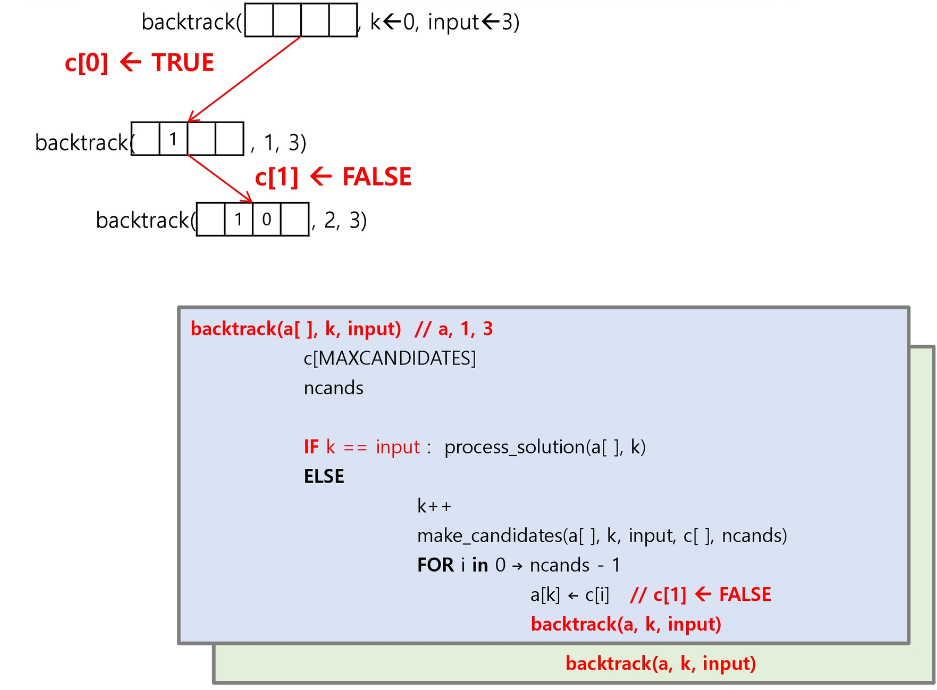 backtrack( , k←0, input←3)
c[0] ← TRUE
backtrack( 1 , 1, 3)
c[1] ← FALSE
backtrack( 1 0 , 2, 3)
backtrack(a[ ], k, input) // a, 1, 3
c[MAXCANDIDATES]
ncands
IF k == input : process_solution(a[ ], k)
ELSE
k++
make_candidates(a[ ], k, input, c[ ], ncands)
FOR i in 0 → ncands - 1
a[k] ← c[i] // c[1] ← FALSE
backtrack(a, k, input)
backtrack(a, k, input)